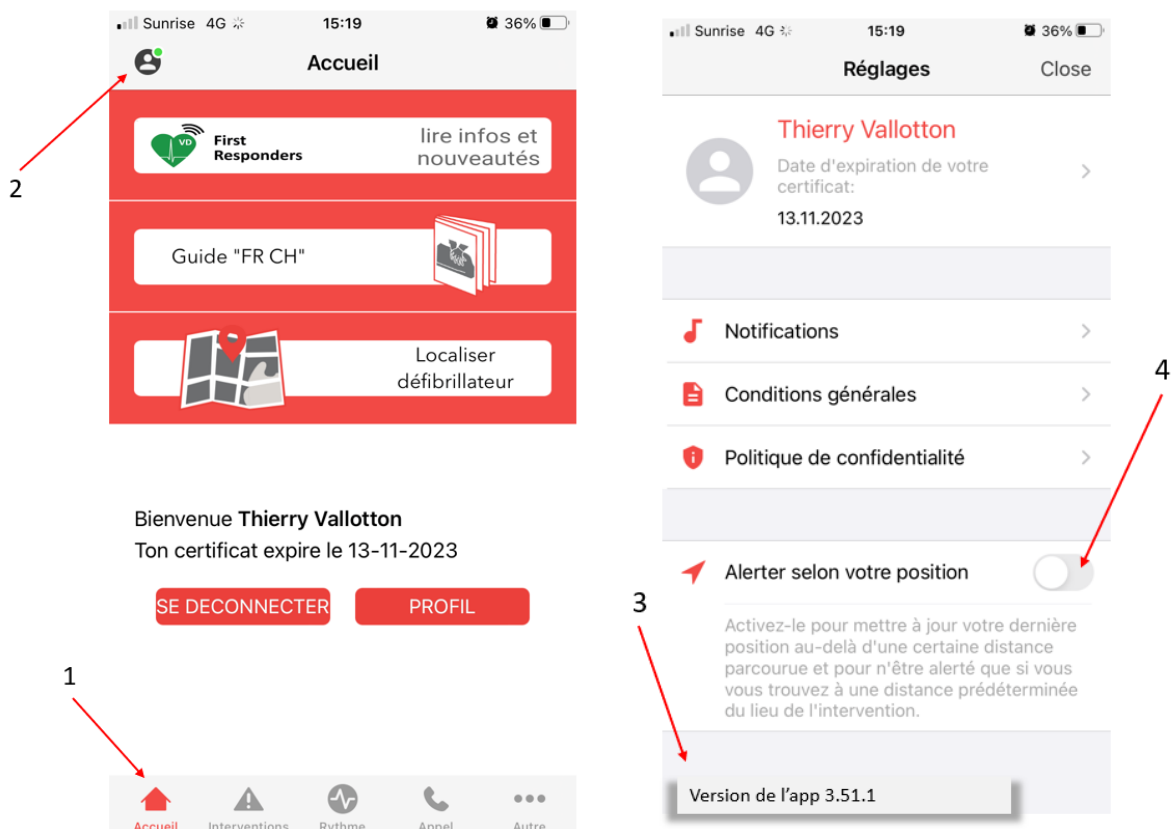 Sunrise 4G 15:19 36%
Accueil
VD
First
Responders
lire infos et
nouveautés
2
Guide "FR CH"
Localiser
défibrillateur
Bienvenue Thierry Vallotton
Ton certificat expire le 13-11-2023
SE DECONNECTER
PROFIL
1
Accueil
Interventions
Rythme
Appel
Autre
Sunrise 4G 15:19 36%
Réglages
Close
Thierry Vallotton
Date d'expiration de votre
certificat:
13.11.2023
Notifications
Conditions générales
4
Politique de confidentialité
Alerter selon votre position
3
Activez-le pour mettre à jour votre dernière
position au-delà d'une certaine distance
parcourue et pour n'être alerté que si vous
vous trouvez à une distance prédéterminée
du lieu de l'intervention.
Version de l'app 3.51.1